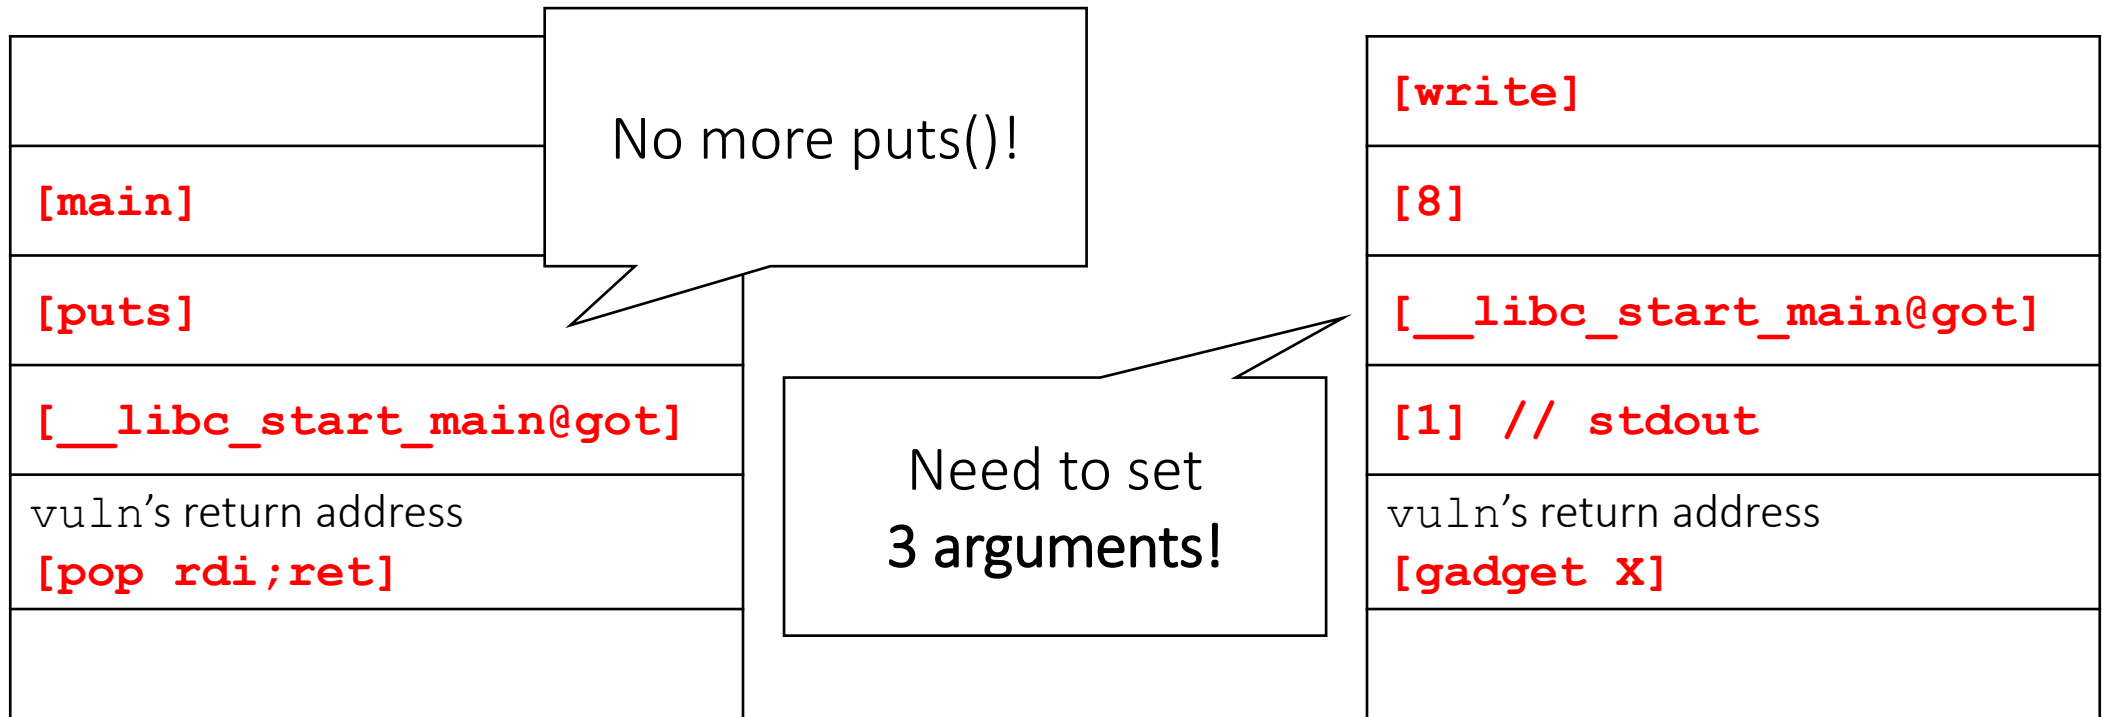 No more puts()!
[main]
[puts]
[__libc_start_main@got]
vuln’s return address
[pop rdi;ret]
Need to set
3 arguments!
[write]
[8]
[__libc_start_main@got]
[1] // stdout
vuln’s return address
[gadget X]